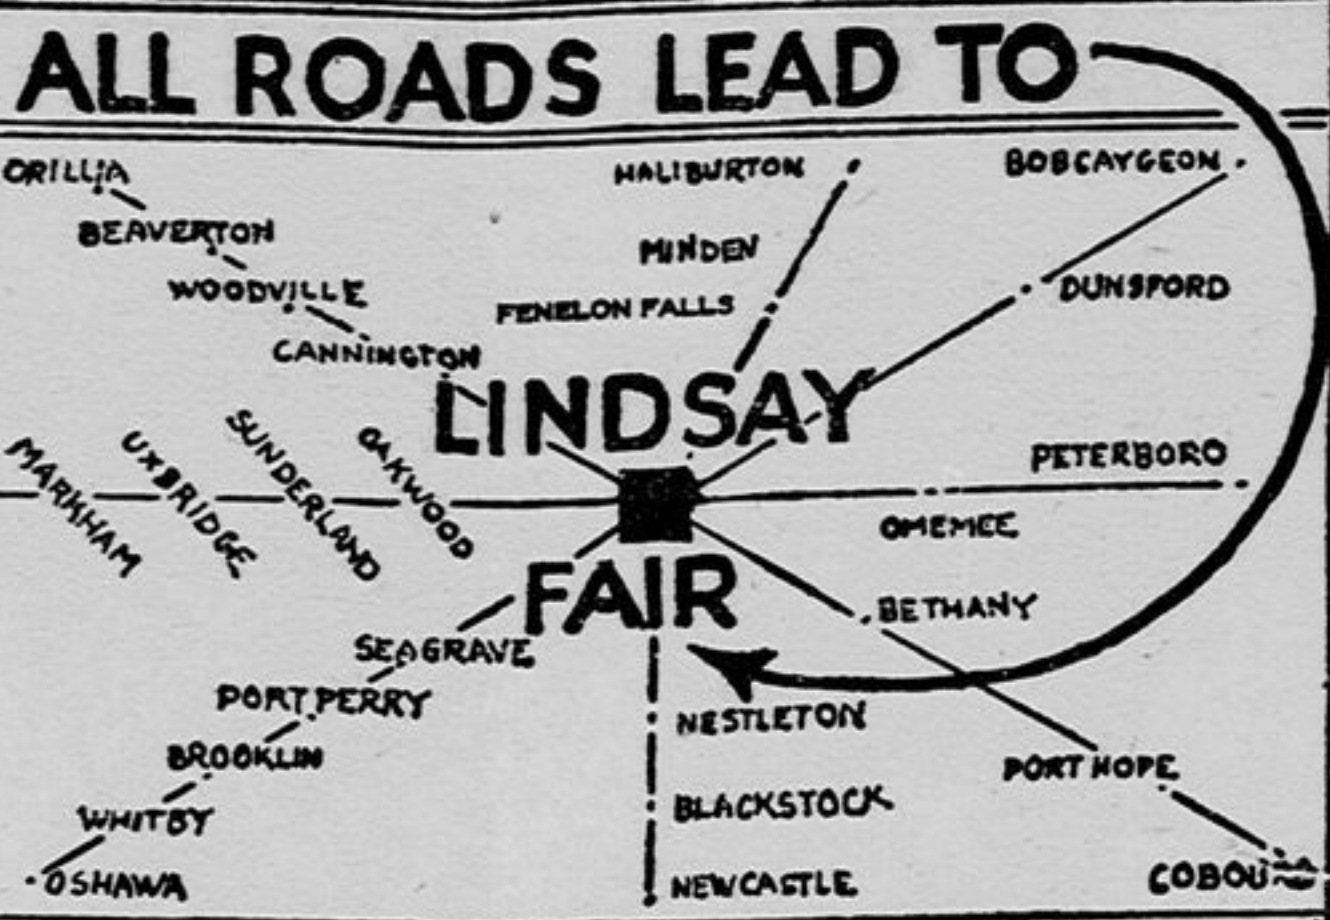 ALL ROADS LEAD TO
ORILLIA
HALIBURTON
BOBCAYGEON
BEAVERTON
MINDEN
WOODVILLE
DUNSFORD
FENELON FALLS
CANNINGTON
LINDSAY
MARKHAM
UXBRIDGE
SUNDERLAND
OAKWOOD
PETERBORO
OMEMEE
FAIR
BETHANY
SEAGRAVE
PORT PERRY
NESTLETON
BROOKLIN
PORT HOPE
BLACKSTOCK
WHITBY
OSHAWA
NEWCASTLE